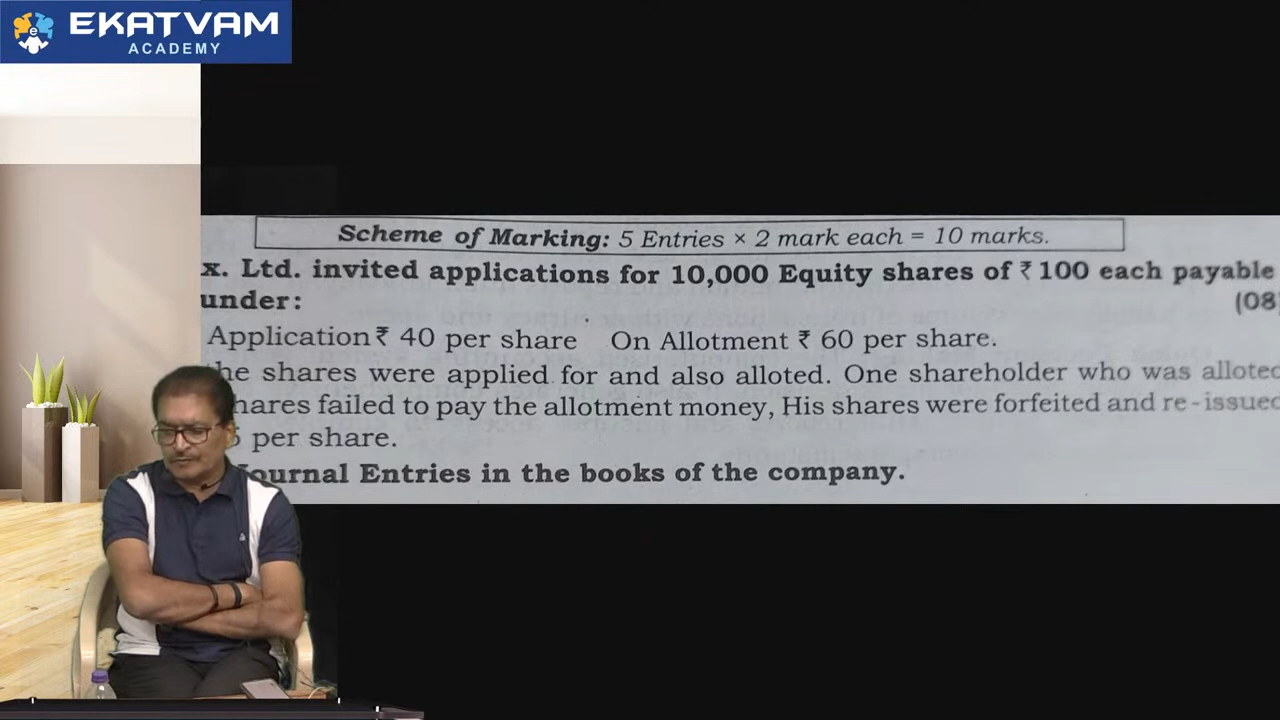 EKATVAM
ACADEMY
Scheme of Marking: 5 Entries × 2 mark each = 10 marks.
x. Ltd. invited applications for 10,000 Equity shares of ₹ 100 each payable
under: (08)
Application ₹ 40 per share On Allotment ₹ 60 per share.
he shares were applied for and also alloted. One shareholder who was alloted
hares failed to pay the allotment money, His shares were forfeited and re-issued
per share.
Journal Entries in the books of the company.